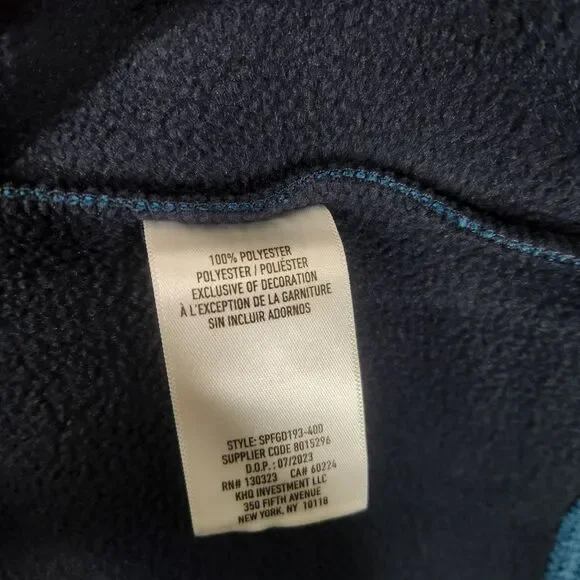 100% POLYESTER
POLYESTER / POLIÉSTER
EXCLUSIVE OF DECORATION
À L'EXCEPTION DE LA GARNITURE
SIN INCLUIR ADORNOS
STYLE: SPFGD193-40D
SUPPLIER CODE 8015296
D.O.P.: 07/2023
RN# 130323 CA# 60224
KHQ INVESTMENT LLC
350 FIFTH AVENUE
NEW YORK, NY 10118